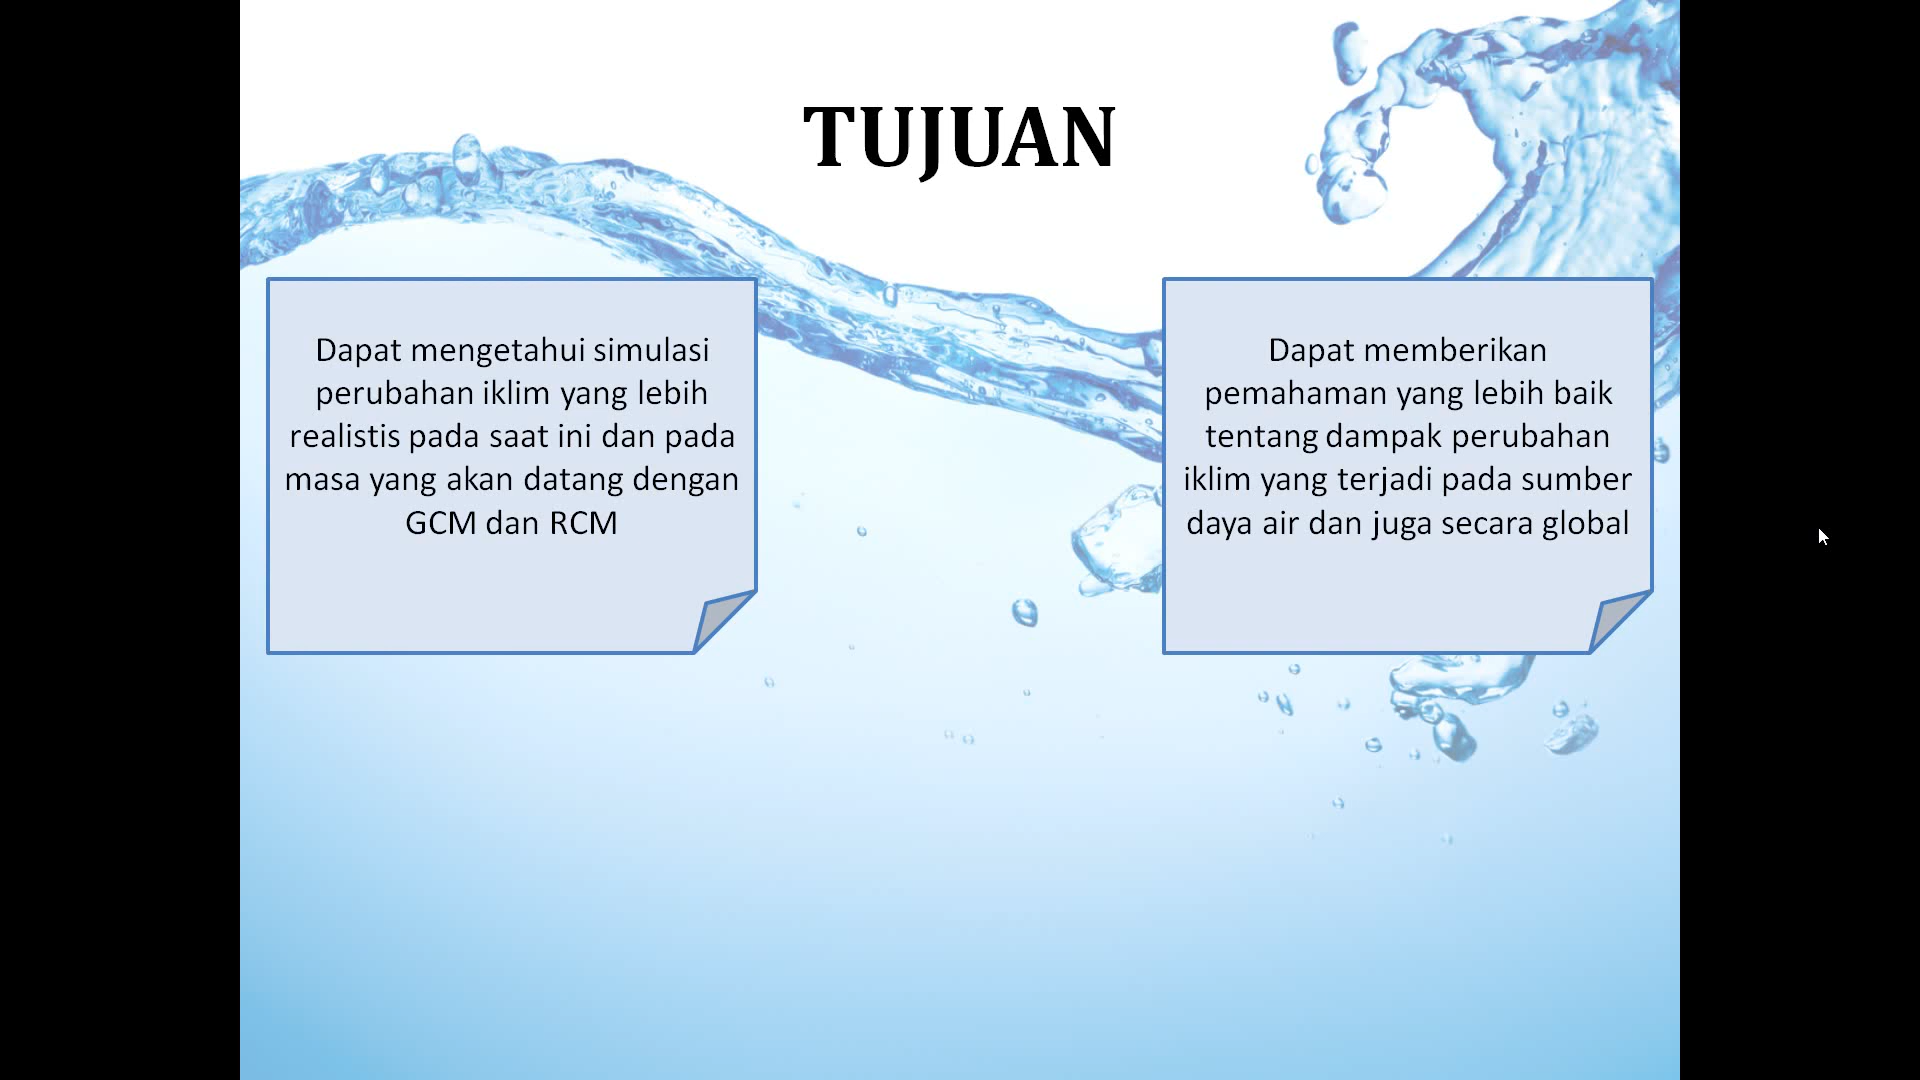 TUJUAN
Dapat mengetahui simulasi
perubahan iklim yang lebih
realistis pada saat ini dan pada
masa yang akan datang dengan
GCM dan RCM
Dapat memberikan
pemahaman yang lebih baik
tentang dampak perubahan
iklim yang terjadi pada sumber
daya air dan juga secara global